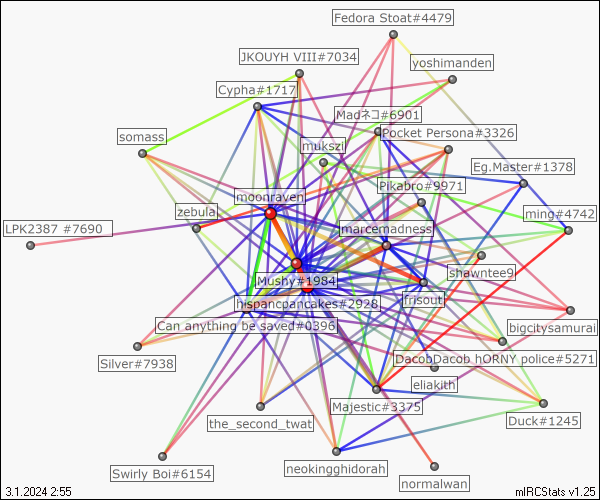 Fedora Stoat#4479
JKOUYH VIII#7034
yoshimanden
Cypha#1717
Madネコ#6901
Pocket Persona#3326
somass
mukszi
Eg.Master#1378
Pikabro#9971
moonraven
zebula
ming#4742
LPK2387 #7690
marcemadness
shawntee9
Mushy#1984
hispancpancakes#2928
frisout
Can anything be saved#0396
bigcitysamurai
Silver#7938
DacobDacob hORNY police#5271
eliakith
Majestic#3375
the_second_twat
Duck#1245
neokingghidorah
Swirly Boi#6154
normalwan
3.1.2024 2:55
mIRCStats v1.25